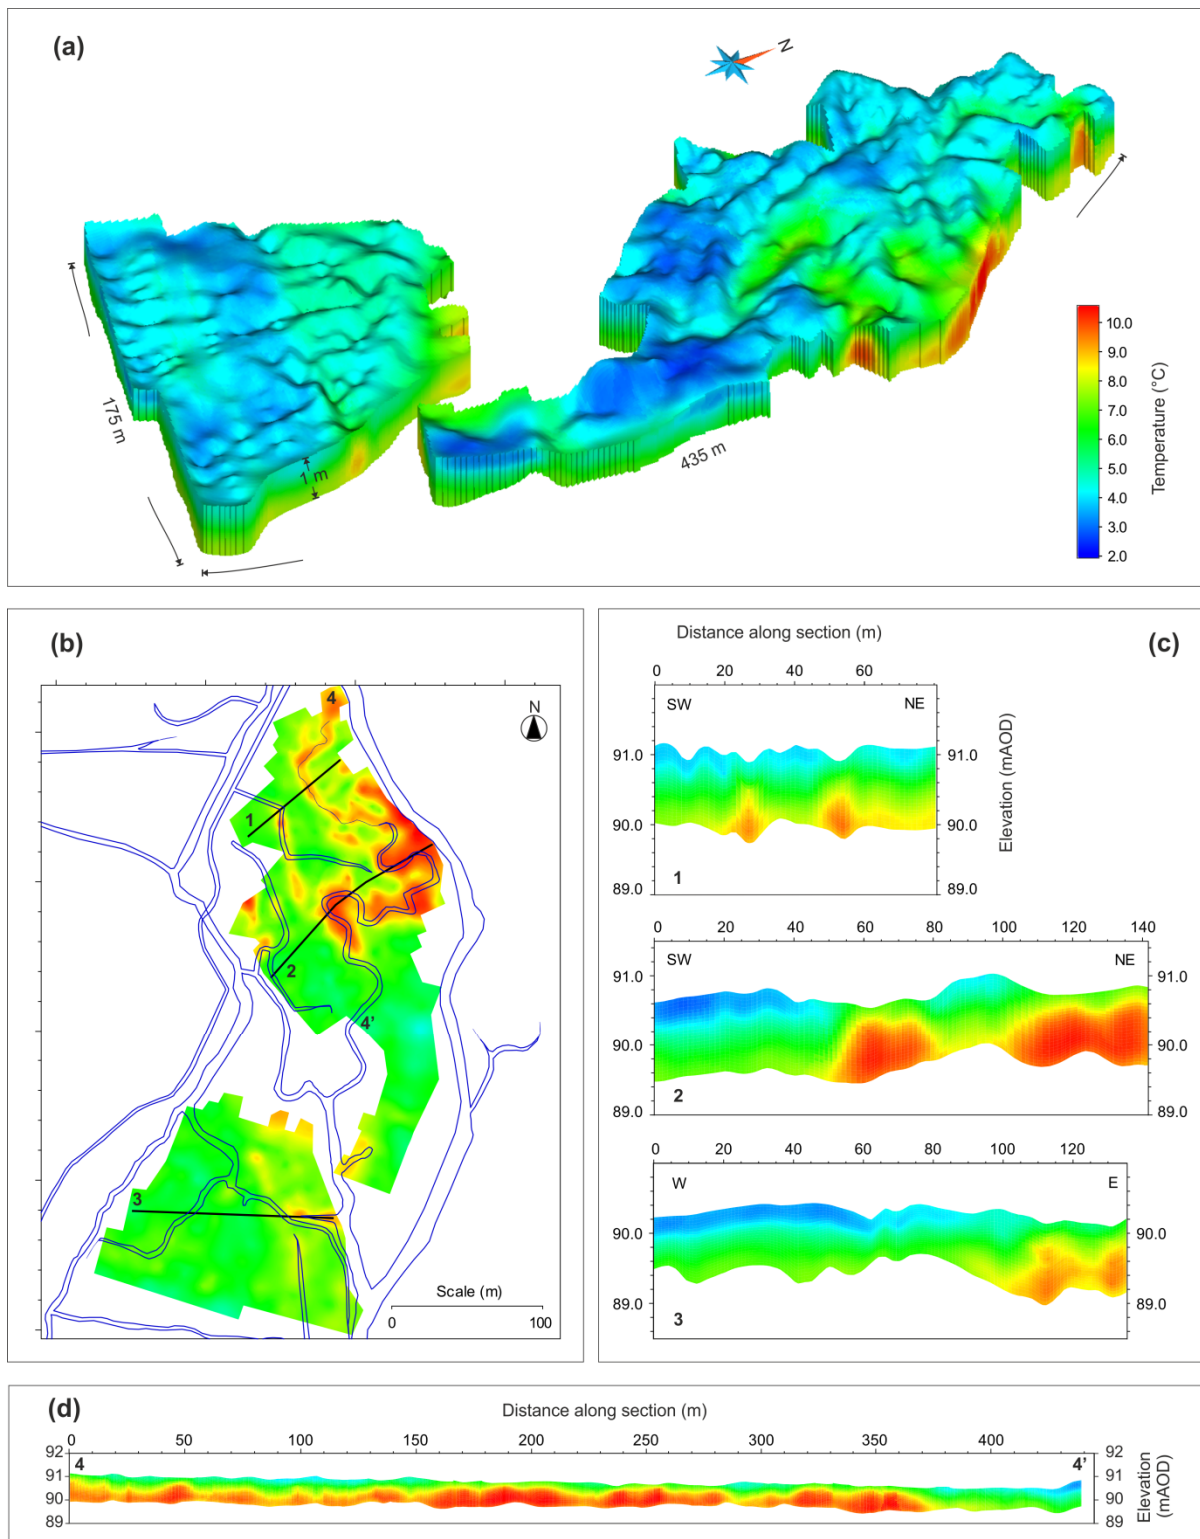 (a)
N
175 m
1 m
435 m
Temperature (°C)
10.0
9.0
8.0
7.0
6.0
5.0
4.0
3.0
2.0
(b)
N
4
1
2
4'
3
Scale (m)
0 100
(c)
Distance along section (m)
0 20 40 60
SW NE
91.0 91.0
90.0 90.0
89.0 89.0
Elevation (mAOD)
1
0 20 40 60 80 100 120 140
SW NE
91.0 91.0
90.0 90.0
89.0 89.0
2
0 20 40 60 80 100 120
W E
90.0 90.0
89.0 89.0
3
(d)
Distance along section (m)
0 50 100 150 200 250 300 350 400
92 4 4' 92
91 91
90 90
89 89
Elevation
(mAOD)